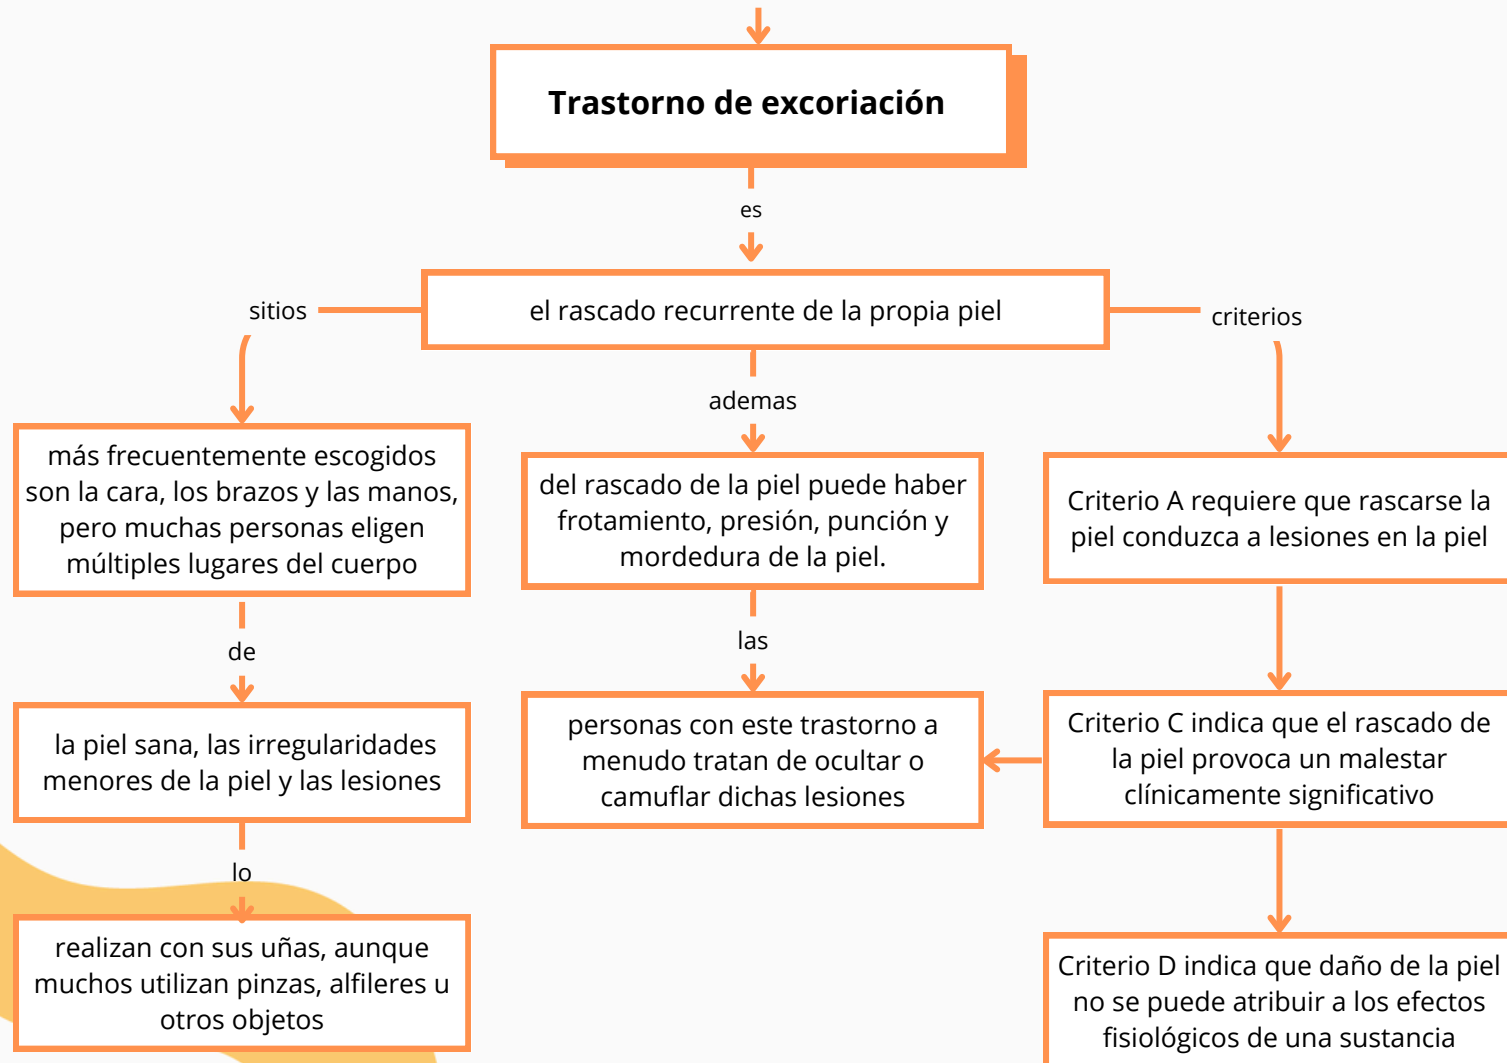 Trastorno de excoriación
es
el rascado recurrente de la propia piel
sitios
más frecuentemente escogidos
son la cara, los brazos y las manos,
pero muchas personas eligen
múltiples lugares del cuerpo
de
la piel sana, las irregularidades
menores de la piel y las lesiones
lo
realizan con sus uñas, aunque
muchos utilizan pinzas, alfileres u
otros objetos
ademas
del rascado de la piel puede haber
frotamiento, presión, punción y
mordedura de la piel.
las
personas con este trastorno a
menudo tratan de ocultar o
camuflar dichas lesiones
criterios
Criterio A requiere que rascarse la
piel conduzca a lesiones en la piel
Criterio C indica que el rascado de
la piel provoca un malestar
clínicamente significativo
Criterio D indica que daño de la piel
no se puede atribuir a los efectos
fisiológicos de una sustancia